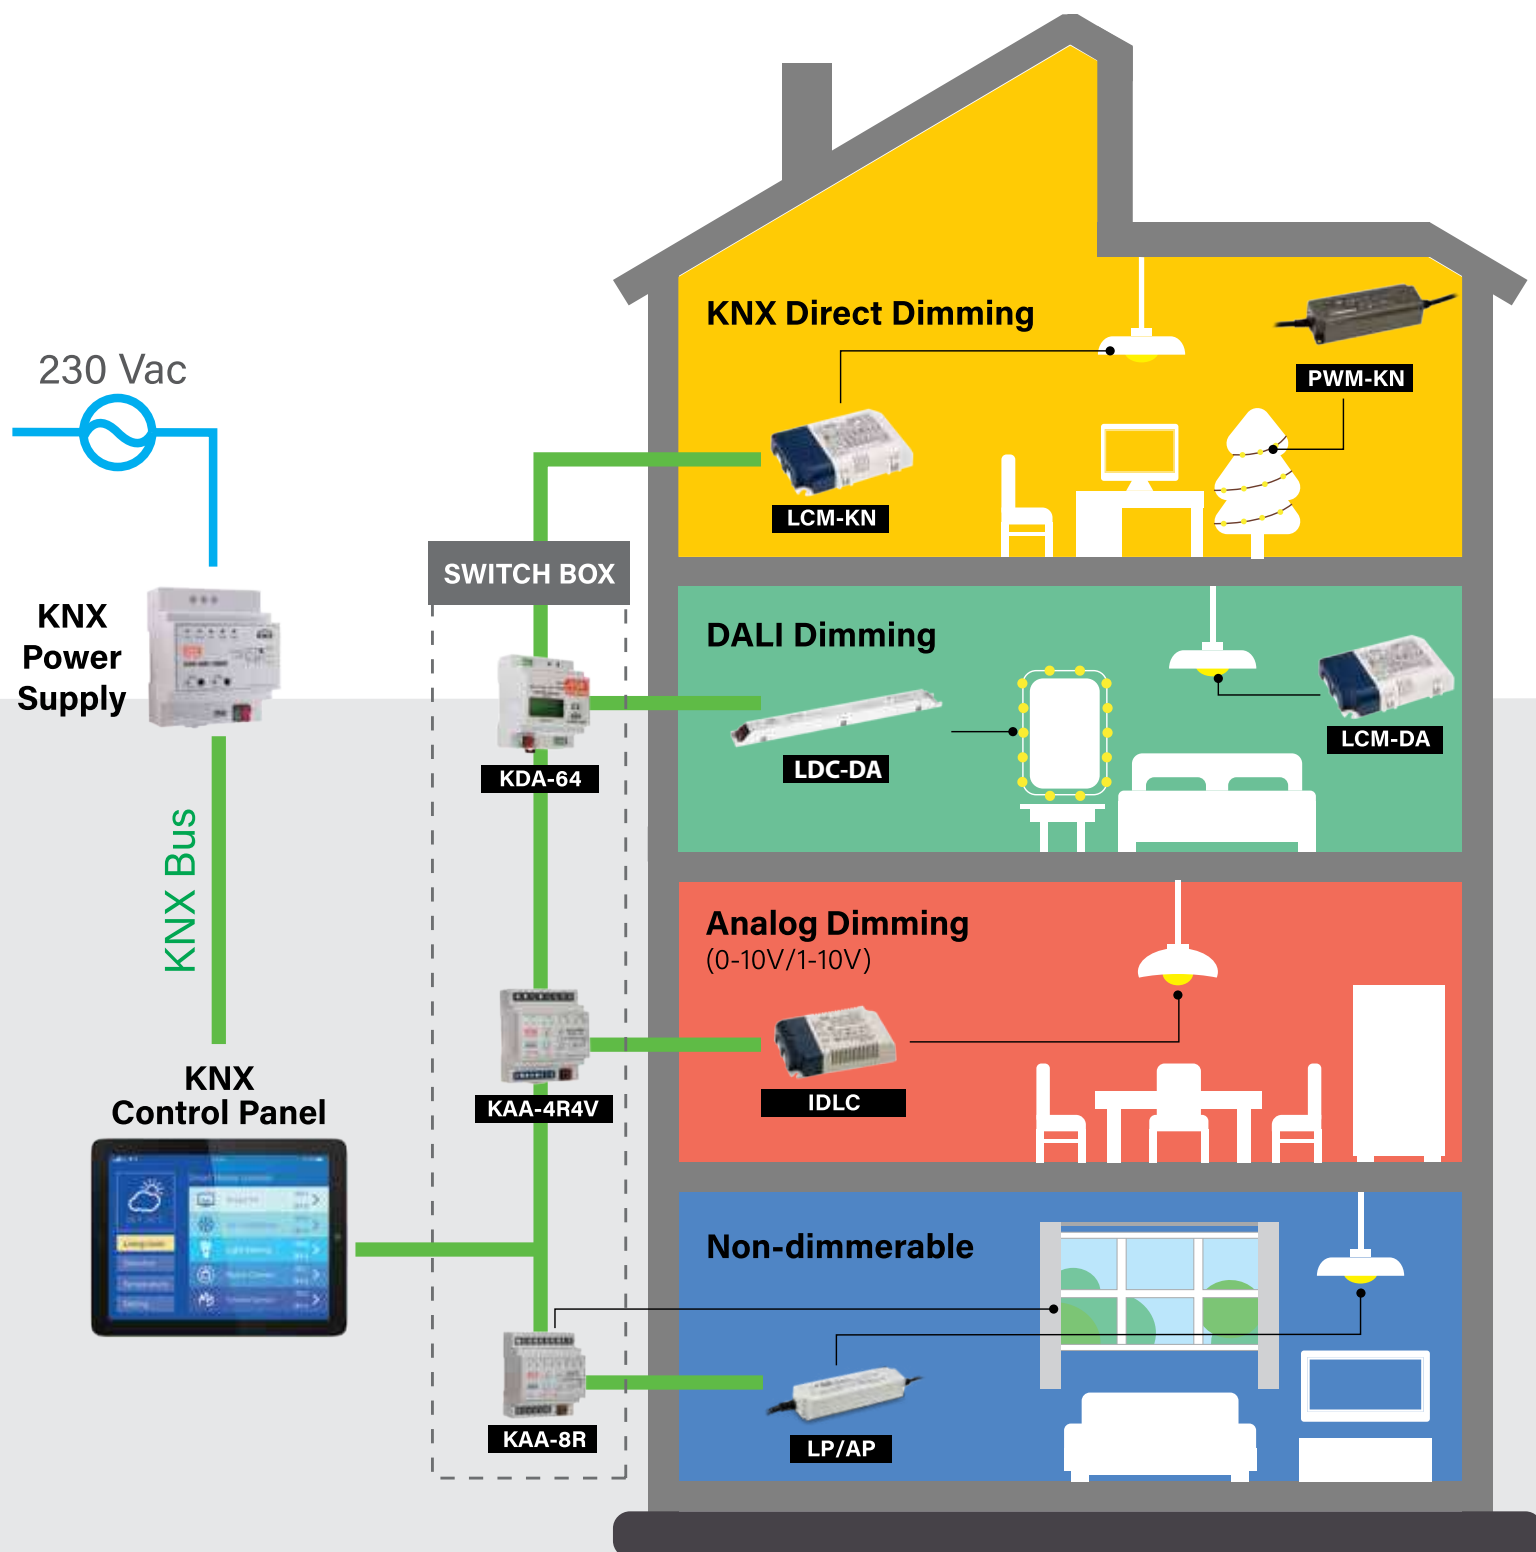 KNX Direct Dimming
PWM-KN
230 Vac
LCM-KN
SWITCH BOX
KNX
Power
Supply
DALI Dimming
LCM-DA
LDC-DA
KDA-64
KNX Bus
Analog Dimming
(0-10V/1-10V)
KNX
Control Panel
IDLC
KAA-4R4V
Non-dimmerable
KAA-8R
LP/AP